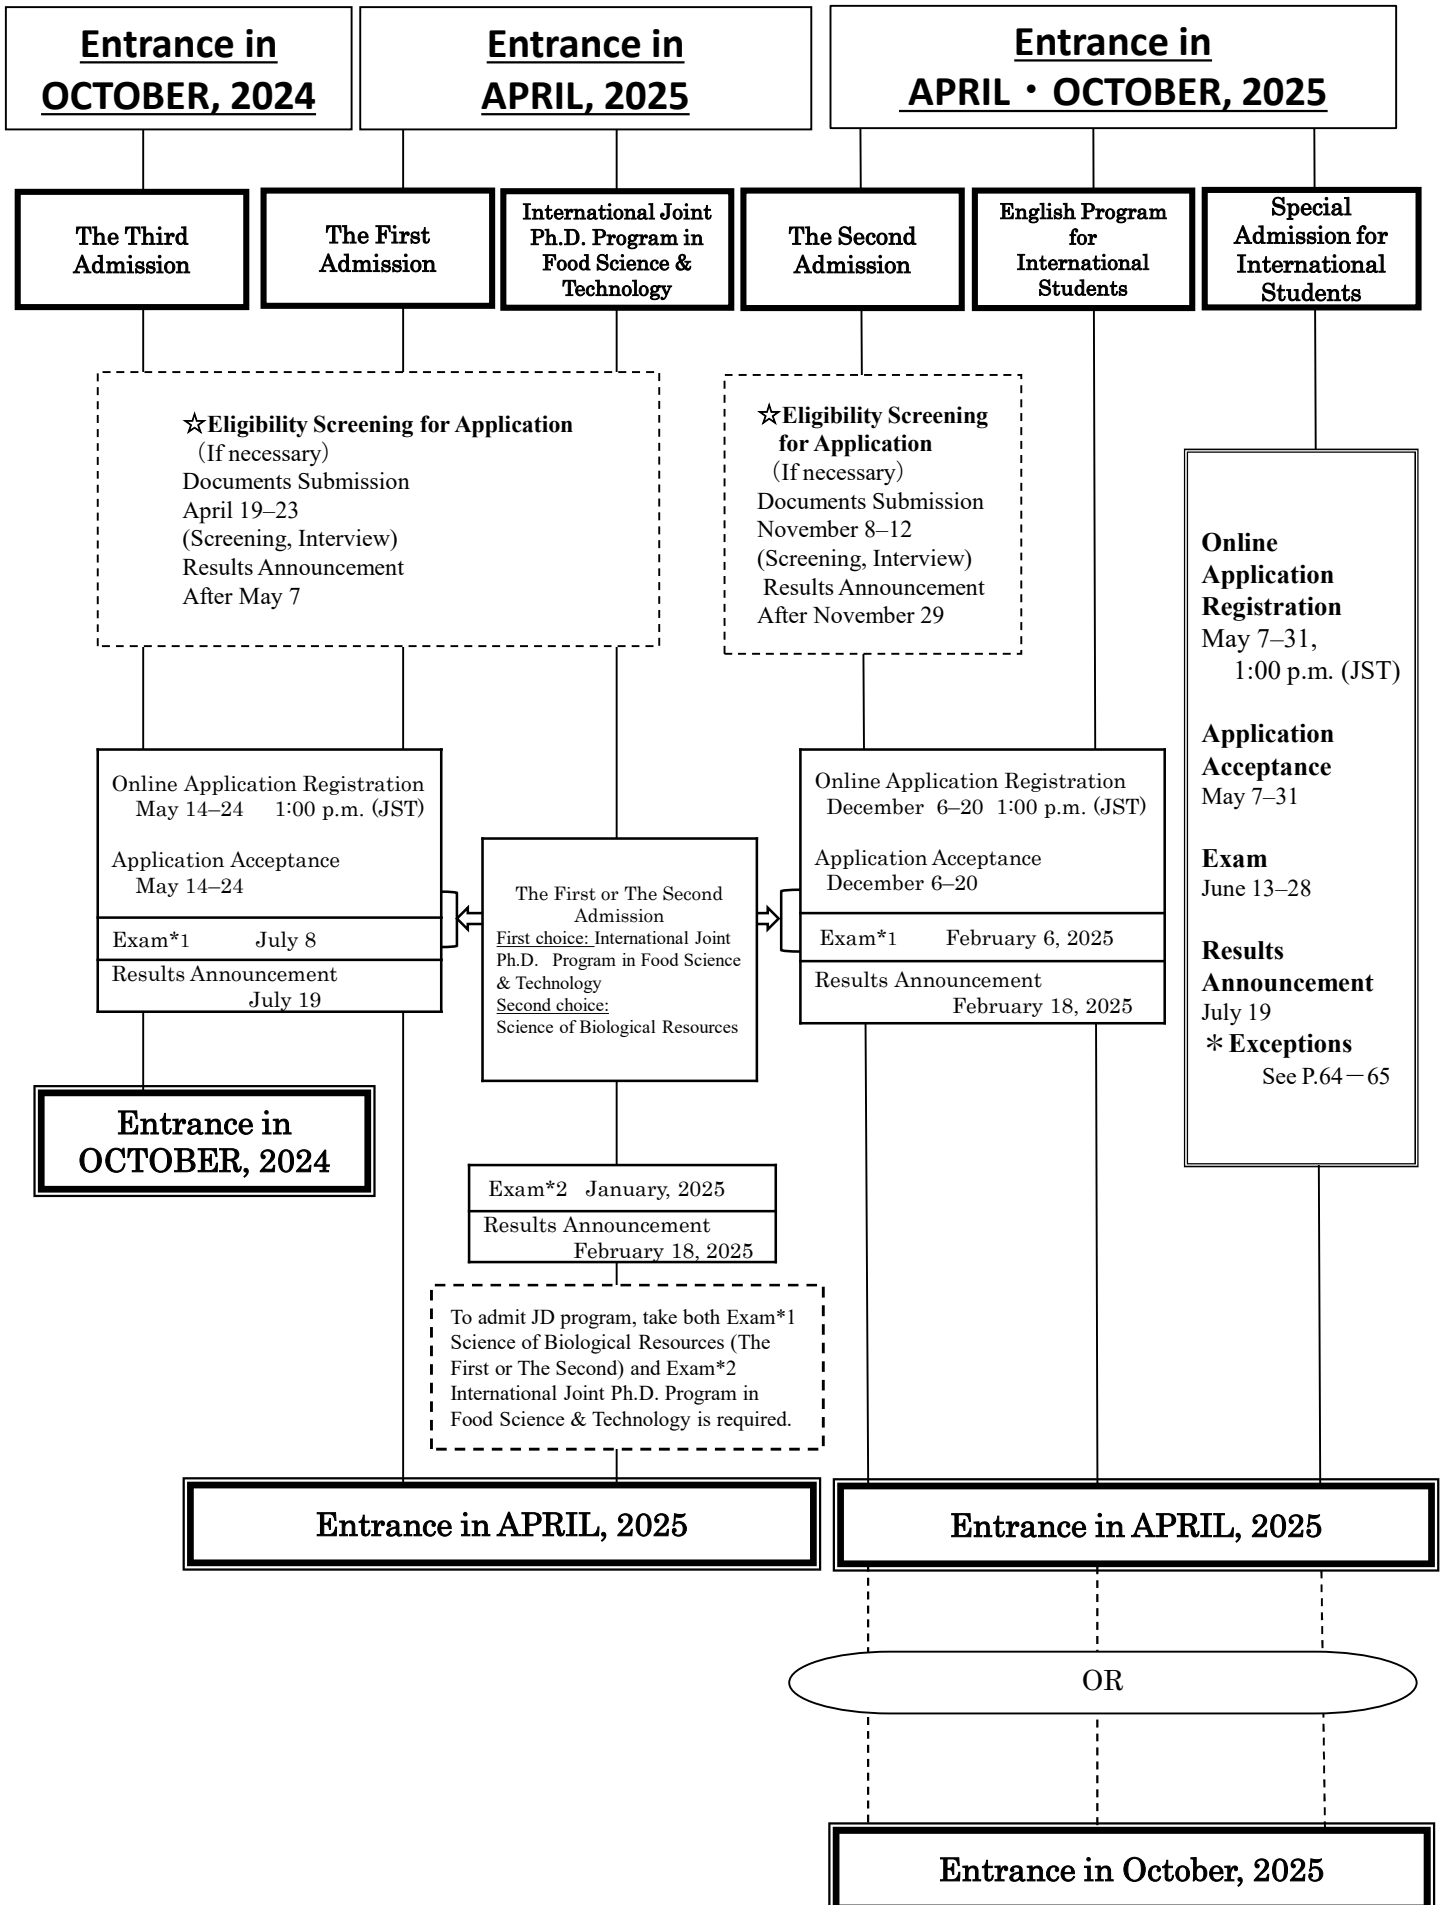 Entrance in
OCTOBER, 2024
Entrance in
APRIL, 2025
Entrance in
APRIL・OCTOBER, 2025
The Third
Admission
The First
Admission
International Joint
Ph.D. Program in
Food Science &
Technology
The Second
Admission
English Program
for
International
Students
Special
Admission for
International
Students
☆Eligibility Screening for Application
（If necessary）
Documents Submission
April 19–23
(Screening, Interview)
Results Announcement
After May 7
☆Eligibility Screening
for Application
（If necessary）
Documents Submission
November 8–12
(Screening, Interview)
Results Announcement
After November 29
Online
Application
Registration
May 7–31,
1:00 p.m. (JST)
Application
Acceptance
May 7–31
Exam
June 13–28
Results
Announcement
July 19
＊Exceptions
See P.64－65
Online Application Registration
May 14–24 1:00 p.m. (JST)
Application Acceptance
May 14–24
Exam*1 July 8
Results Announcement
July 19
The First or The Second
Admission
First choice: International Joint
Ph.D. Program in Food Science
& Technology
Second choice:
Science of Biological Resources
Online Application Registration
December 6–20 1:00 p.m. (JST)
Application Acceptance
December 6–20
Exam*1 February 6, 2025
Results Announcement
February 18, 2025
Entrance in
OCTOBER, 2024
Exam*2 January, 2025
Results Announcement
February 18, 2025
To admit JD program, take both Exam*1
Science of Biological Resources (The
First or The Second) and Exam*2
International Joint Ph.D. Program in
Food Science & Technology is required.
Entrance in APRIL, 2025
Entrance in APRIL, 2025
OR
Entrance in October, 2025